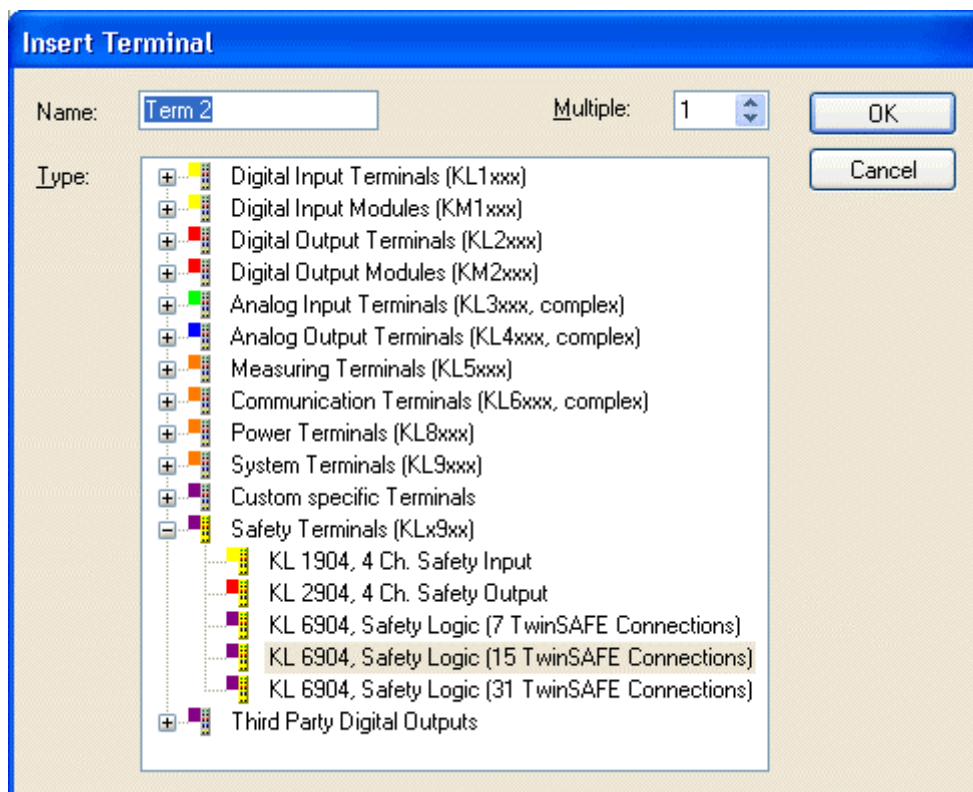 Insert Terminal
Name: Term 2 Multiple: 1 OK
Type: Cancel
Digital Input Terminals (KL1xxx)
Digital Input Modules (KM1xxx)
Digital Output Terminals (KL2xxx)
Digital Output Modules (KM2xxx)
Analog Input Terminals (KL3xxx, complex)
Analog Output Terminals (KL4xxx, complex)
Measuring Terminals (KL5xxx)
Communication Terminals (KL6xxx, complex)
Power Terminals (KL8xxx)
System Terminals (KL9xxx)
Custom specific Terminals
Safety Terminals (KLx9xx)
KL 1904, 4 Ch. Safety Input
KL 2904, 4 Ch. Safety Output
KL 6904, Safety Logic (7 TwinSAFE Connections)
KL 6904, Safety Logic (15 TwinSAFE Connections)
KL 6904, Safety Logic (31 TwinSAFE Connections)
Third Party Digital Outputs